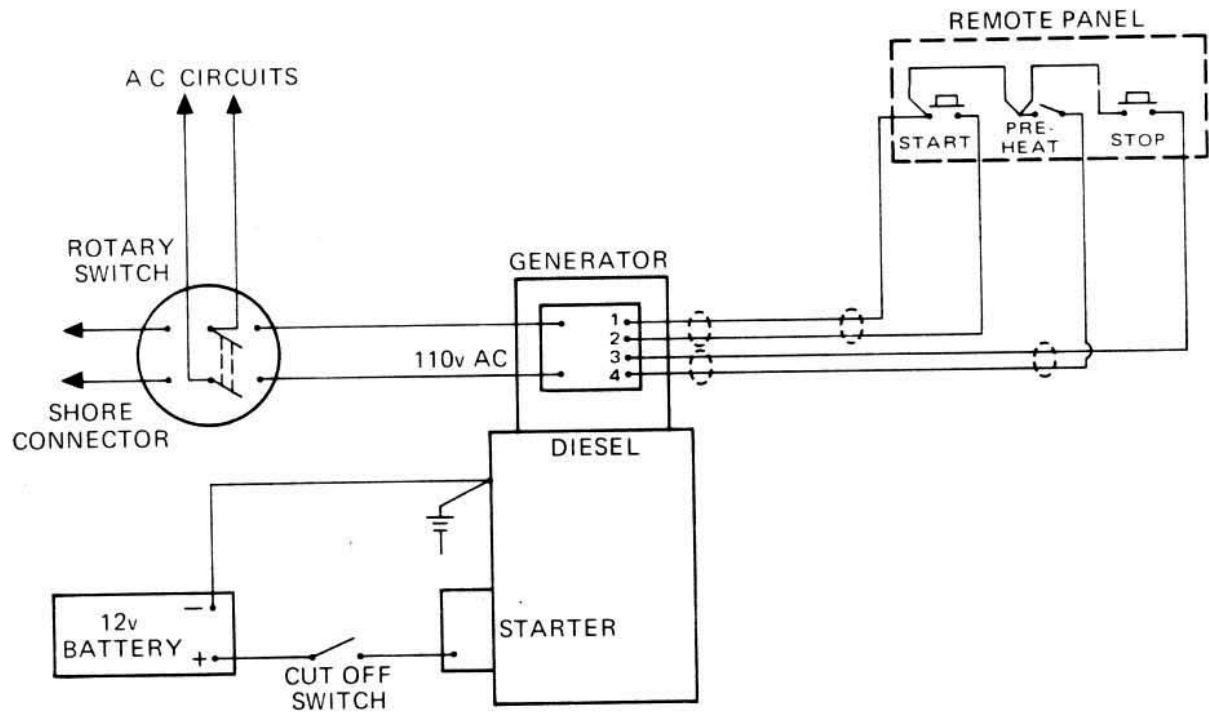 REMOTE PANEL
A C CIRCUITS
START
PRE-
HEAT
STOP
ROTARY
SWITCH
GENERATOR
1
2
3
4
110v AC
SHORE
CONNECTOR
DIESEL
12v
BATTERY
−
+
STARTER
CUT OFF
SWITCH